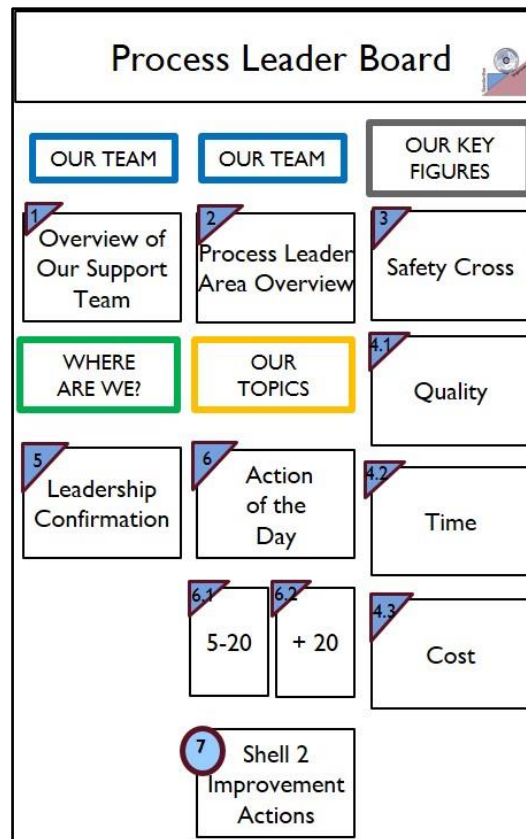 Process Leader Board
OUR TEAM
1
Overview of
Our Support
Team
WHERE
ARE WE?
5
Leadership
Confirmation
OUR TEAM
2
Process Leader
Area Overview
OUR
TOPICS
6
Action
of the
Day
6.1
5-20
6.2
+ 20
7
Shell 2
Improvement
Actions
OUR KEY
FIGURES
3
Safety Cross
4.1
Quality
4.2
Time
4.3
Cost